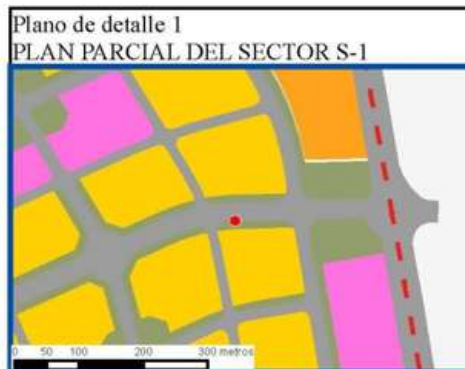 Plano de detalle 1
PLAN PARCIAL DEL SECTOR S-1
0 50 100 200 300 metros